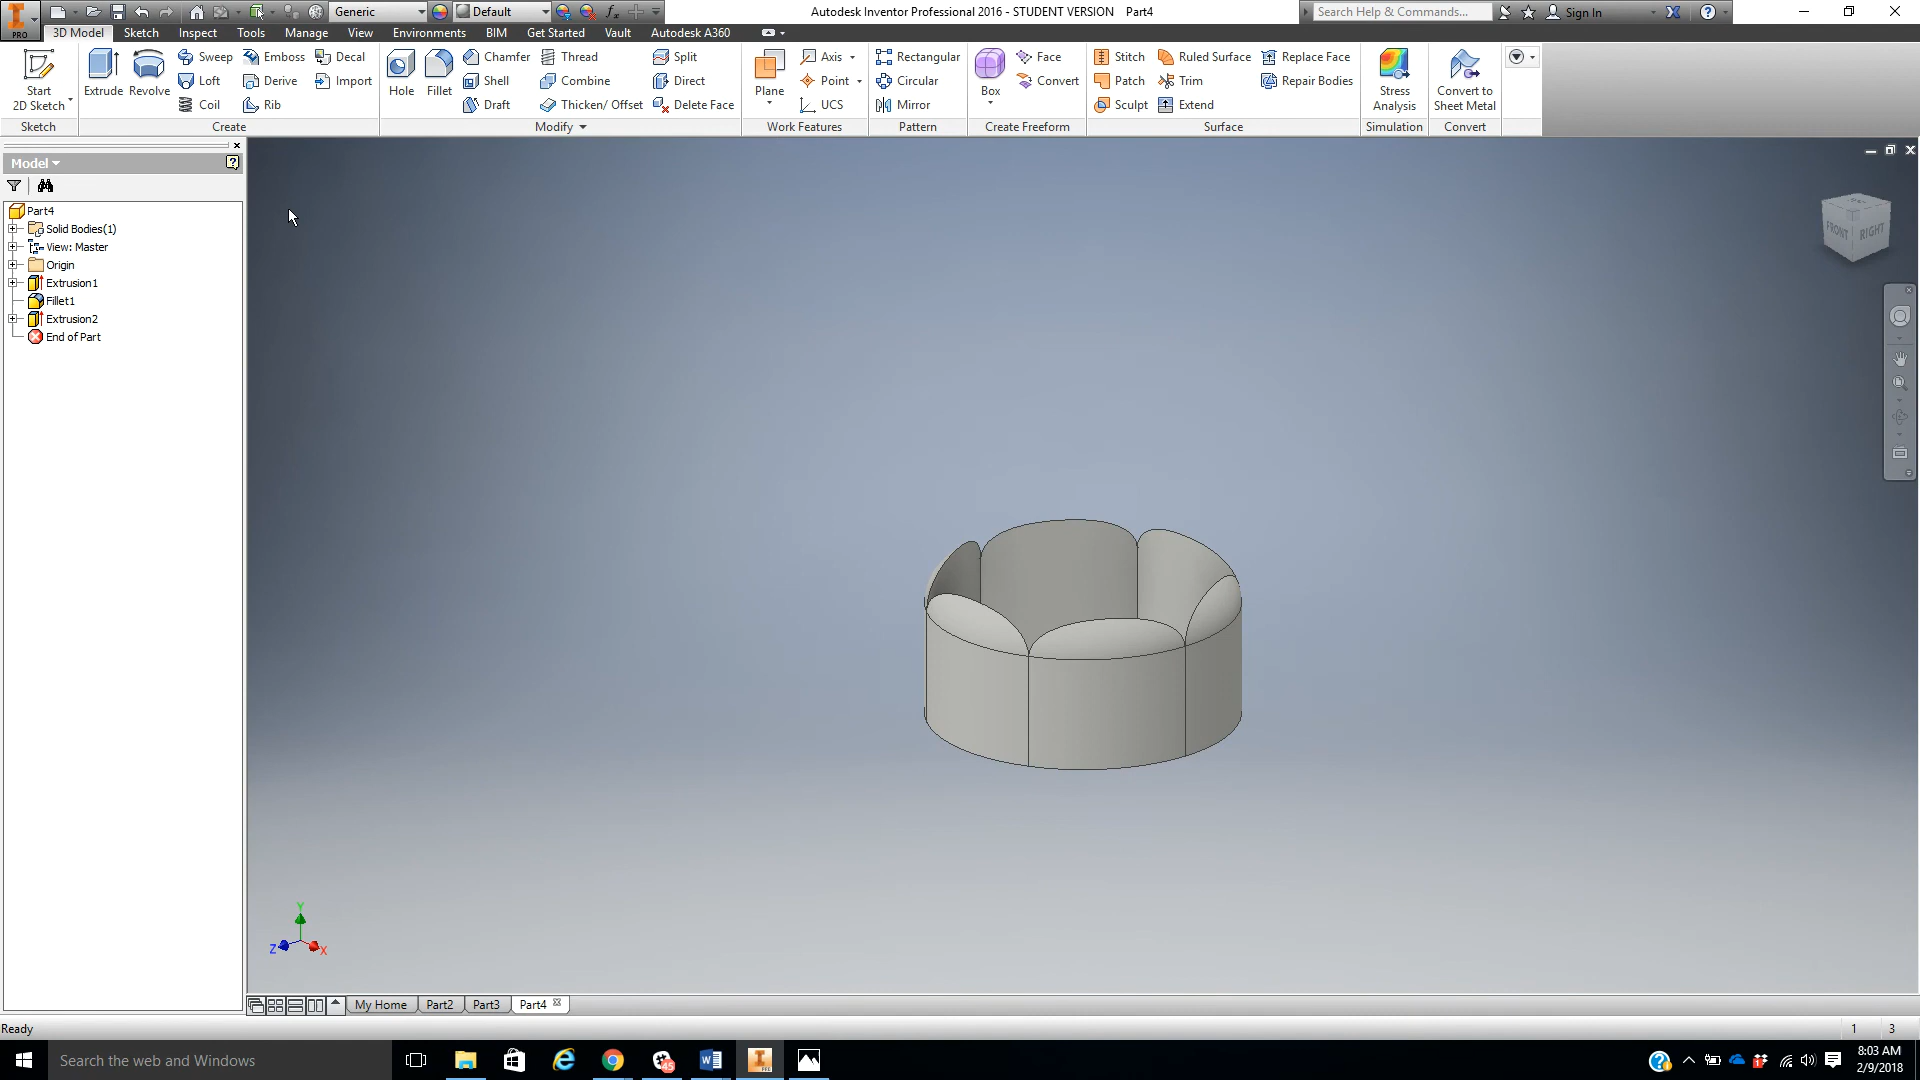 Generic
Default
Autodesk Inventor Professional 2016 - STUDENT VERSION Part4
Search Help & Commands...
Sign In
PRO
3D Model Sketch Inspect Tools Manage View Environments BIM Get Started Vault Autodesk A360
Start
2D Sketch
Extrude
Revolve
Sweep Emboss Decal
Loft Derive Import
Coil Rib
Hole
Fillet
Chamfer Thread Split
Shell Combine Direct
Draft Thicken/ Offset Delete Face
Plane
Axis
Point
UCS
Rectangular
Circular
Mirror
Box
Face
Convert
Stitch Ruled Surface Replace Face
Patch Trim Repair Bodies
Sculpt Extend
Stress
Analysis
Convert to
Sheet Metal
Sketch Create Modify Work Features Pattern Create Freeform Surface Simulation Convert
Model
Part4
Solid Bodies(1)
View: Master
Origin
Extrusion1
Fillet1
Extrusion2
End of Part
FRONT RIGHT
Y
Z X
My Home Part2 Part3 Part4
Ready
1 3
Search the web and Windows
45
PRO
8:03 AM
2/9/2018